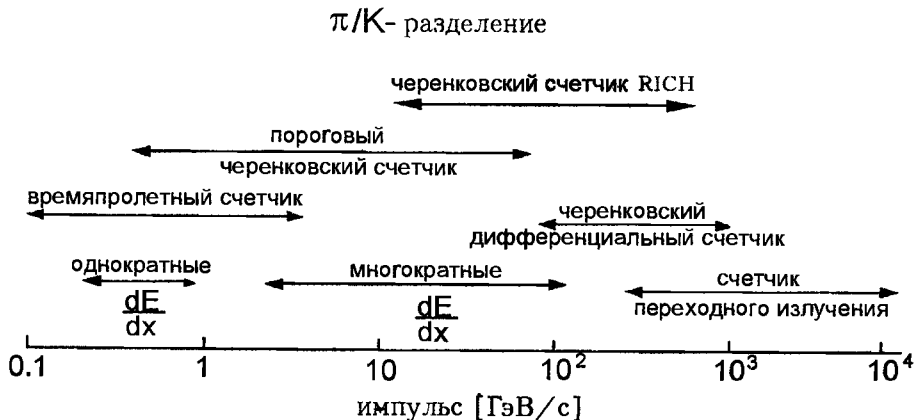 π/K- разделение
черенковский счетчик RICH
пороговый
черенковский счетчик
времяпролетный счетчик
черенковский
дифференциальный счетчик
однократные
многократные
счетчик
переходного излучения
dE
dx
dE
dx
0.1 1 10 10² 10³ 10⁴
импульс [ГэВ/с]